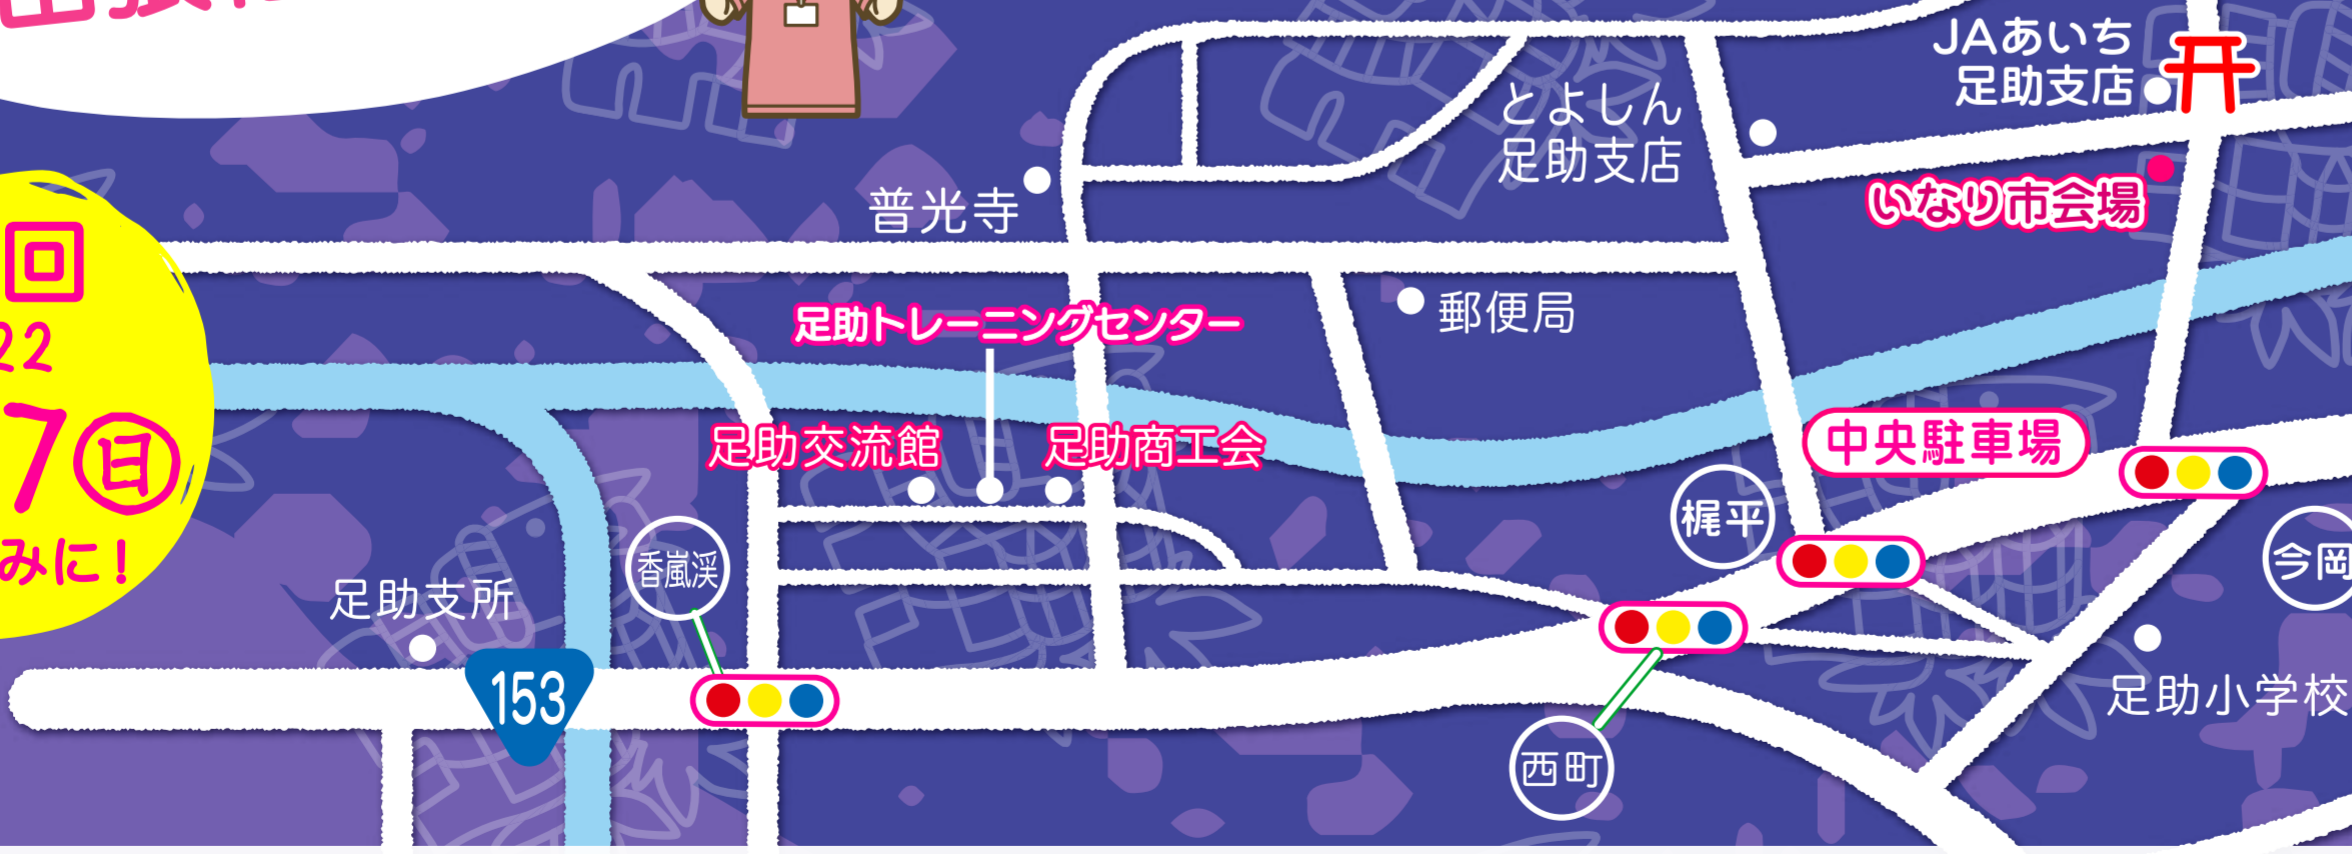 JAあいち
足助支店
とよしん
足助支店
いなり市会場
普光寺
回
22
足助トレーニングセンター
郵便局
7日
足助交流館
足助商工会
中央駐車場
梶平
みに!
香嵐渓
今岡
足助支所
153
足助小学校
西町